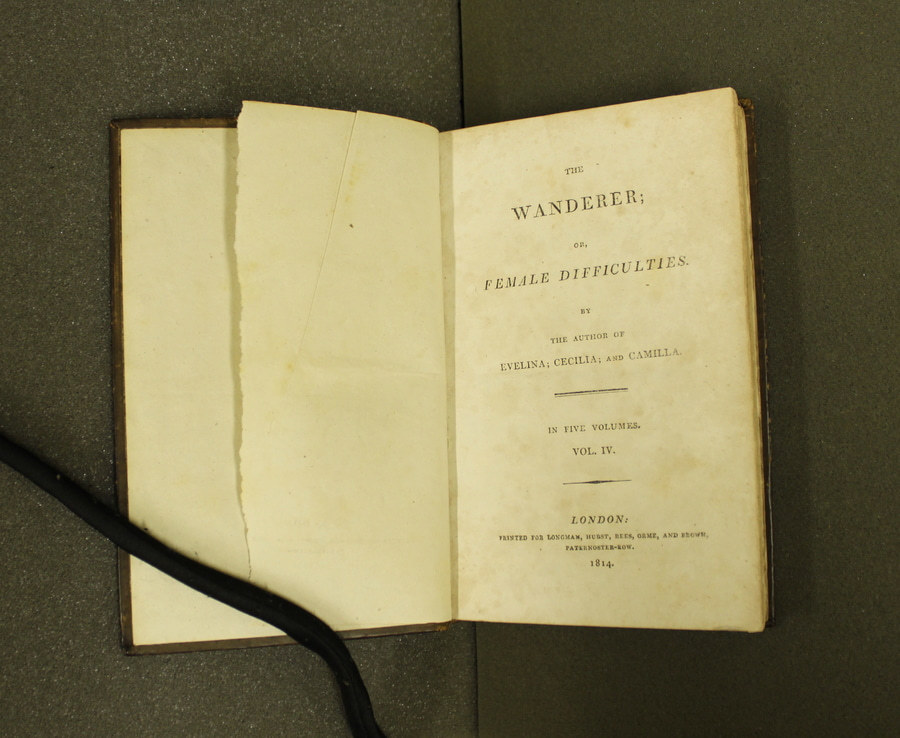 THE
WANDERER;
OR,
FEMALE DIFFICULTIES.
BY
THE AUTHOR OF
EVELINA; CECILIA; AND CAMILLA.
IN FIVE VOLUMES.
VOL. IV.
LONDON:
PRINTED FOR LONGMAN, HURST, REES, ORME, AND BROWN,
PATERNOSTER-ROW.
1814.